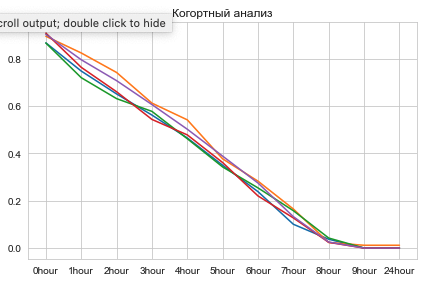 croll output; double click to hide
Когортный анализ
0.8
0.6
0.4
0.2
0.0
0hour 1hour 2hour 3hour 4hour 5hour 6hour 7hour 8hour 9hour 24hour